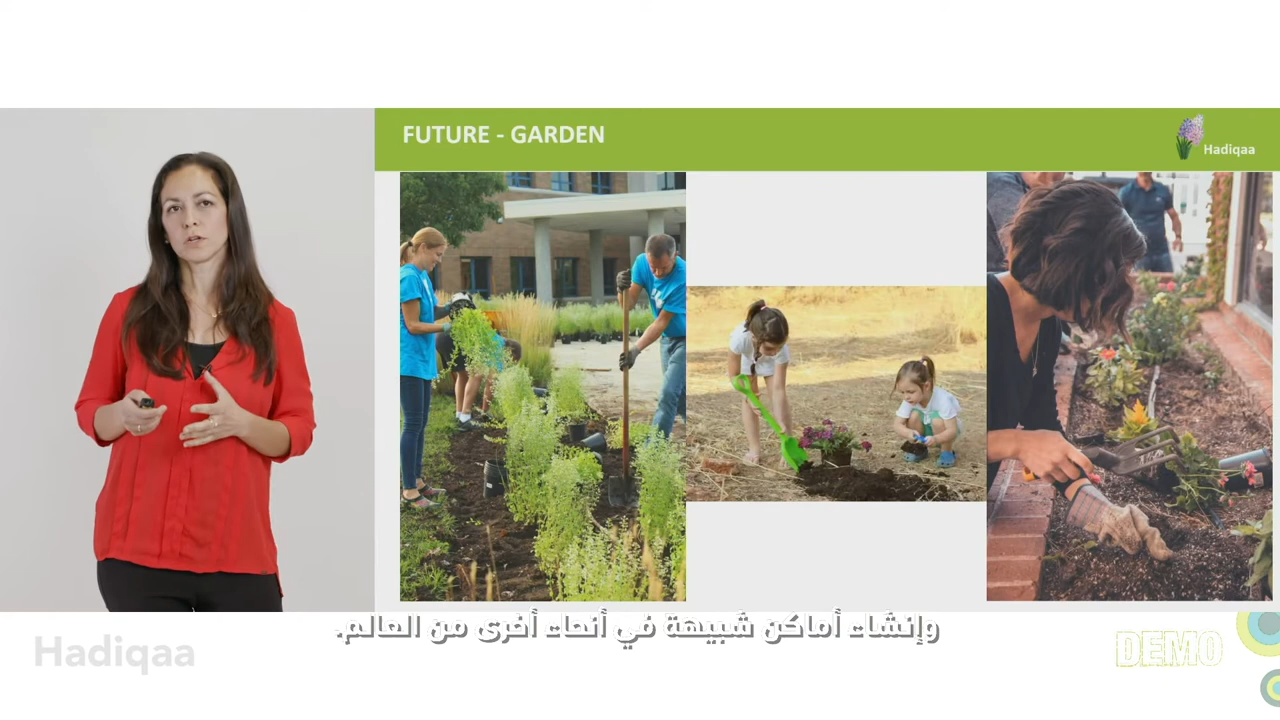 FUTURE - GARDEN
Hadiqaa
وإنشاء أماكن شبيهة في أنحاء أخرى من العالم.
Hadiqaa
DEMO